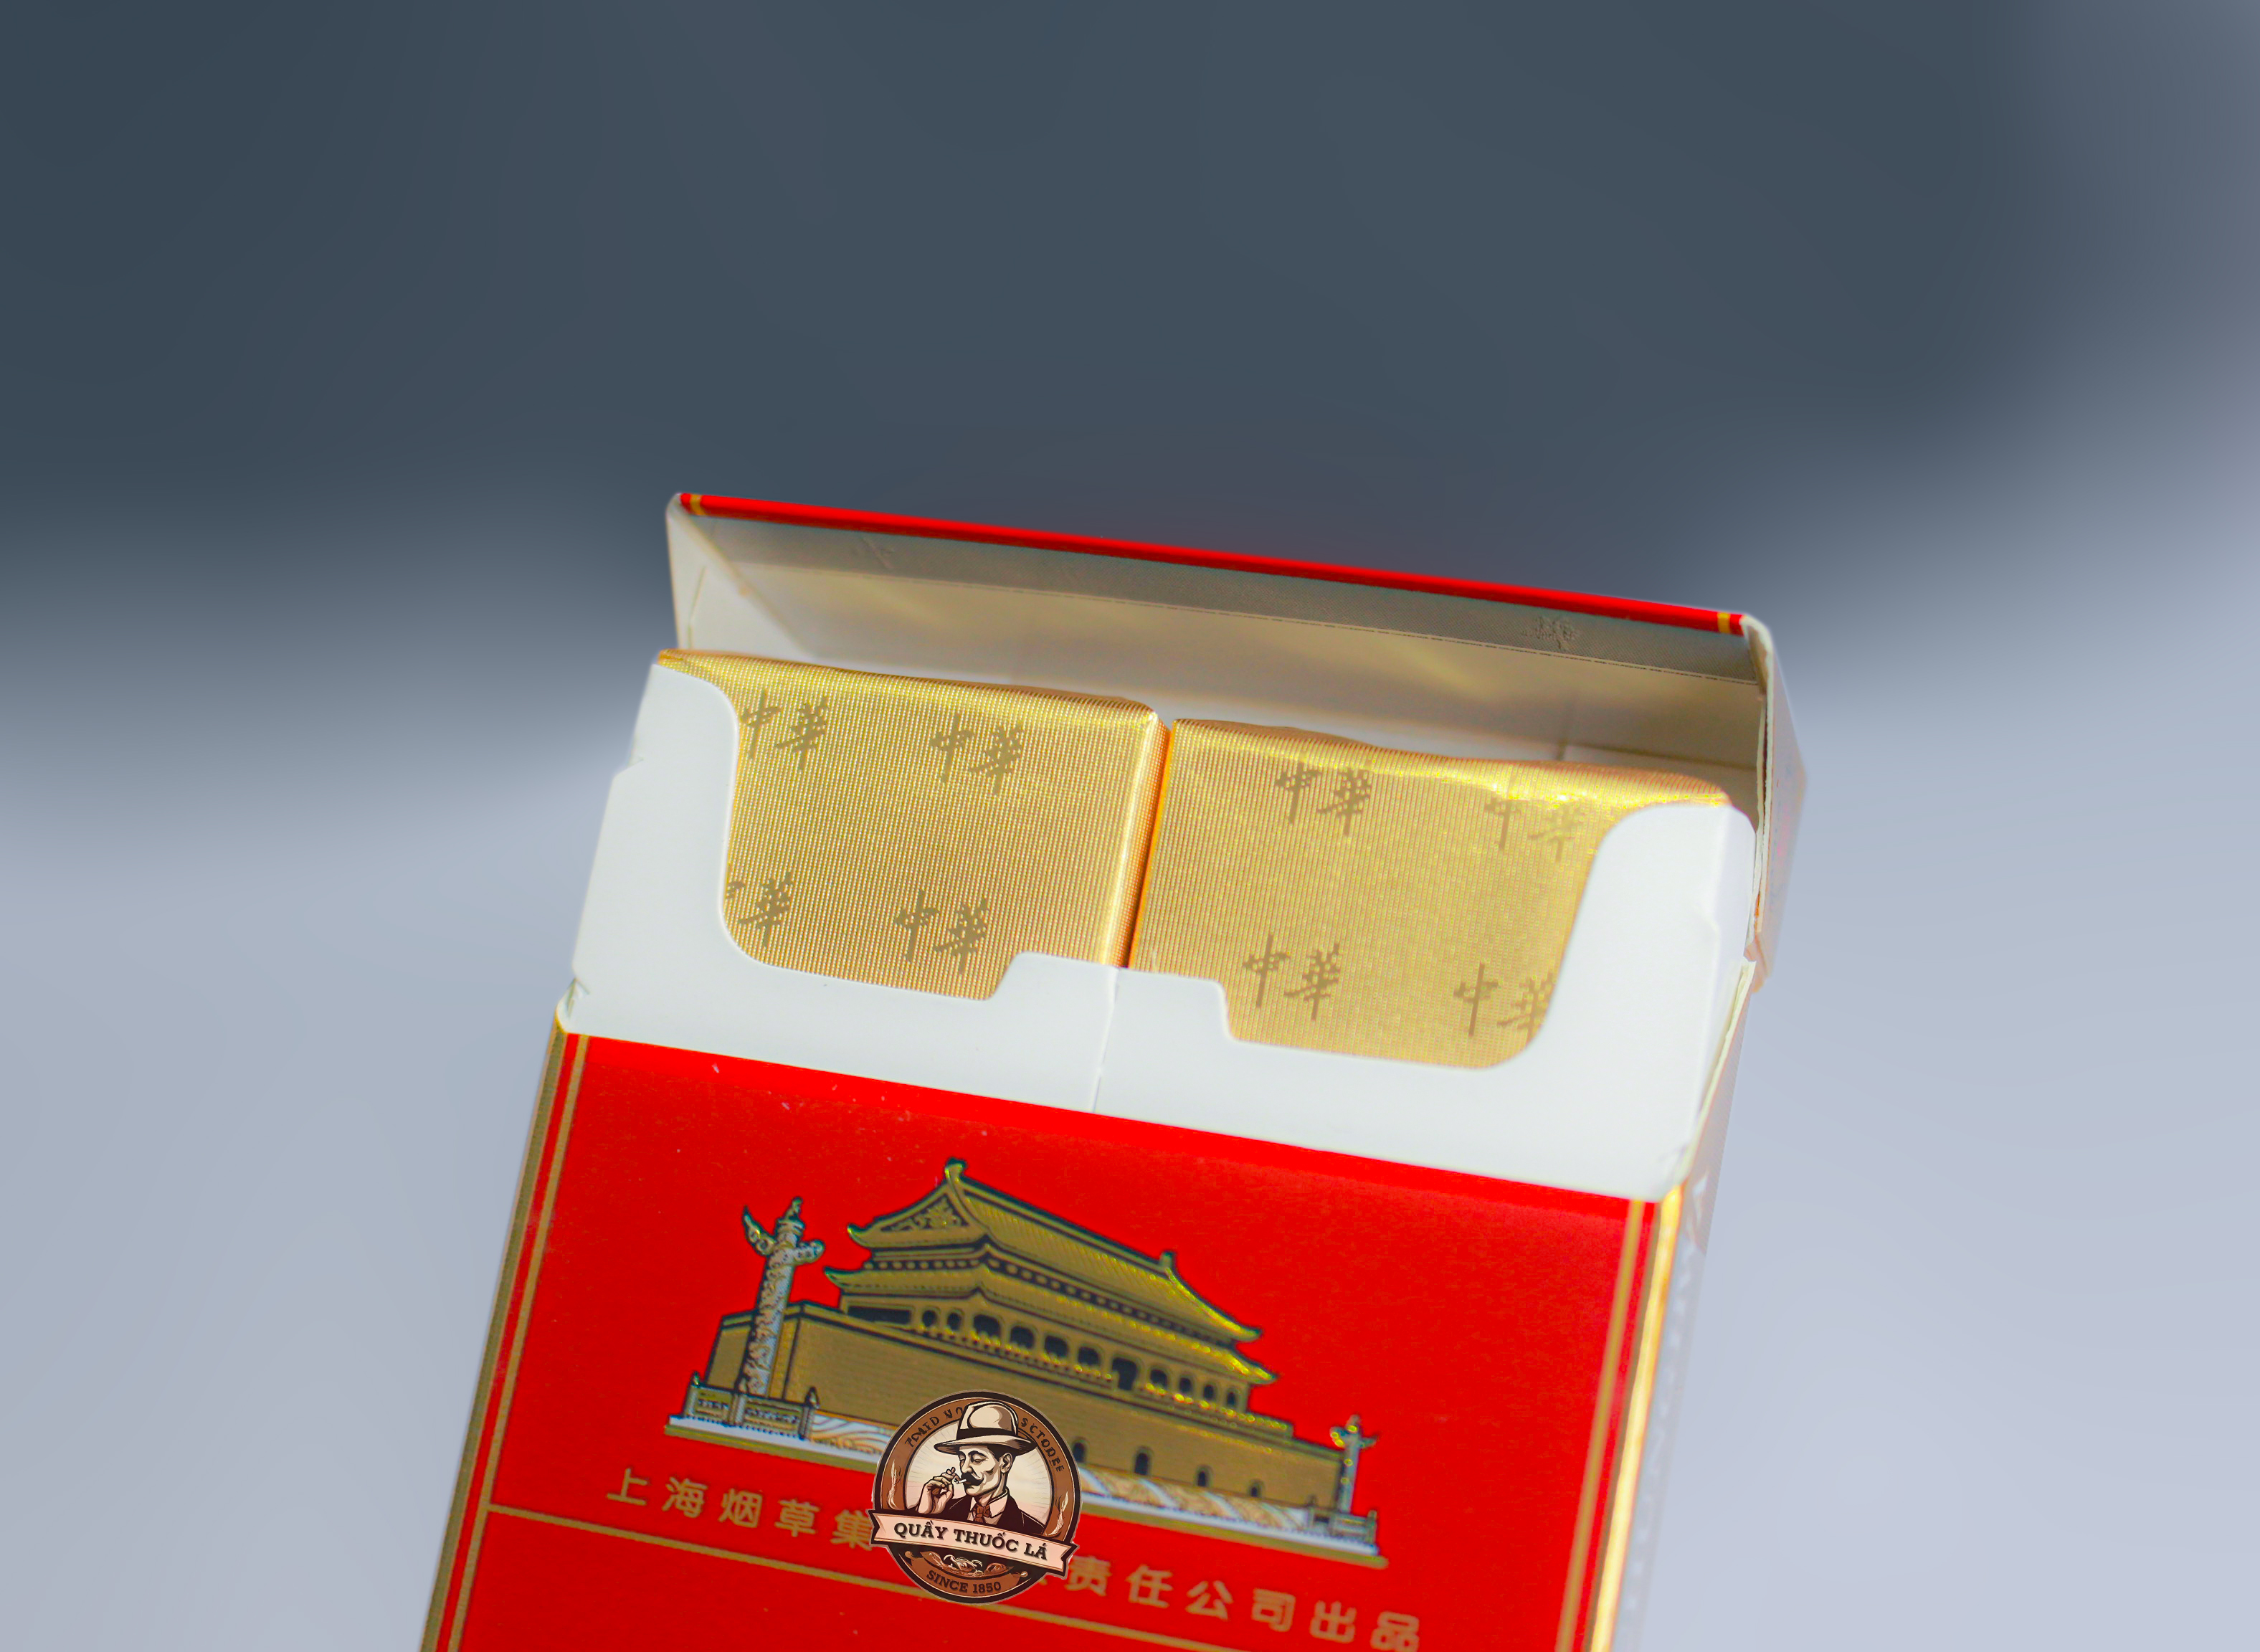 中華 中華 中華 中華
華 中華 中華 中華
上海烟草集 责任公司出品
QUẦY THUỐC LÁ
SINCE 1850